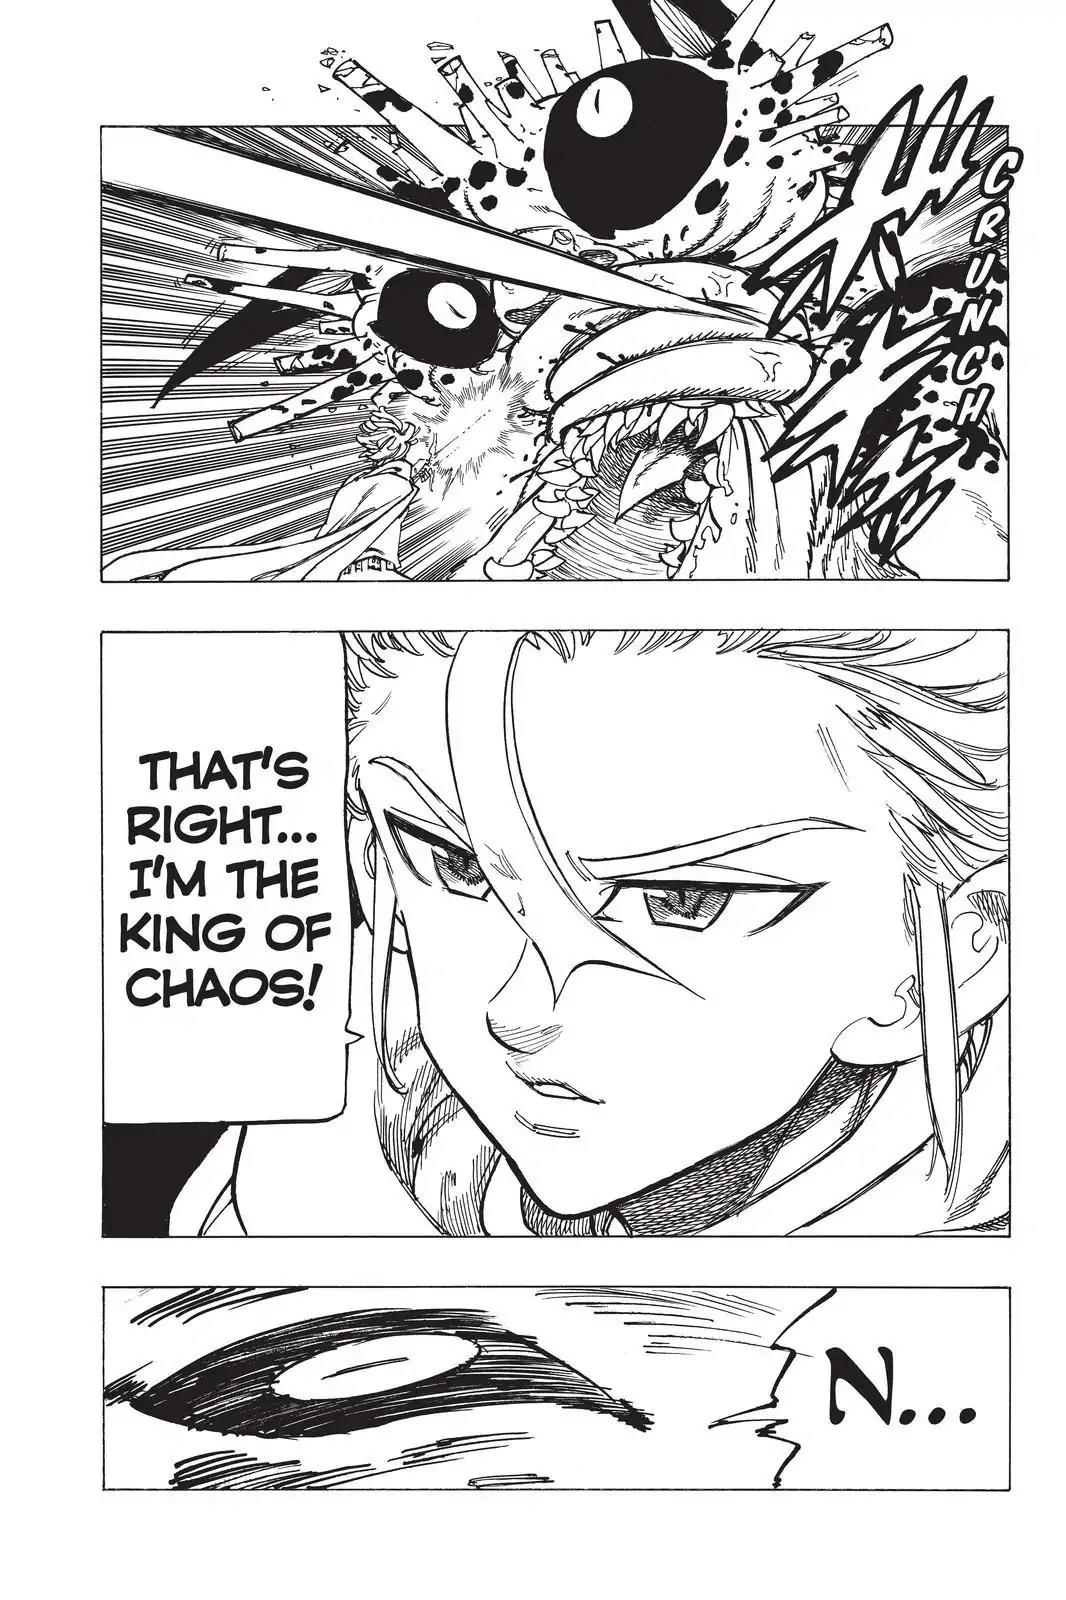 CRUNCH
THAT'S
RIGHT...
I'M THE
KING OF
CHAOS!
N...